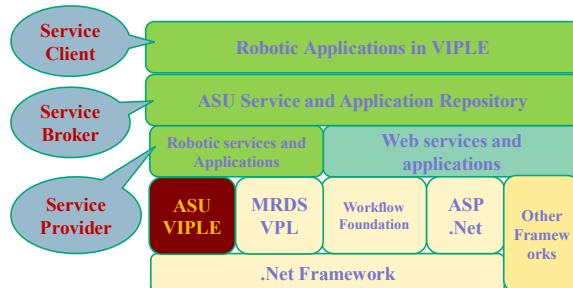 Service
Client
Robotic Applications in VIPLE
Service
Broker
ASU Service and Application Repository
Robotic services and
Applications
Web services and
applications
Service
Provider
ASU
VIPLE
MRDS
VPL
Workflow
Foundation
ASP
.Net
Other
Framew
orks
.Net Framework